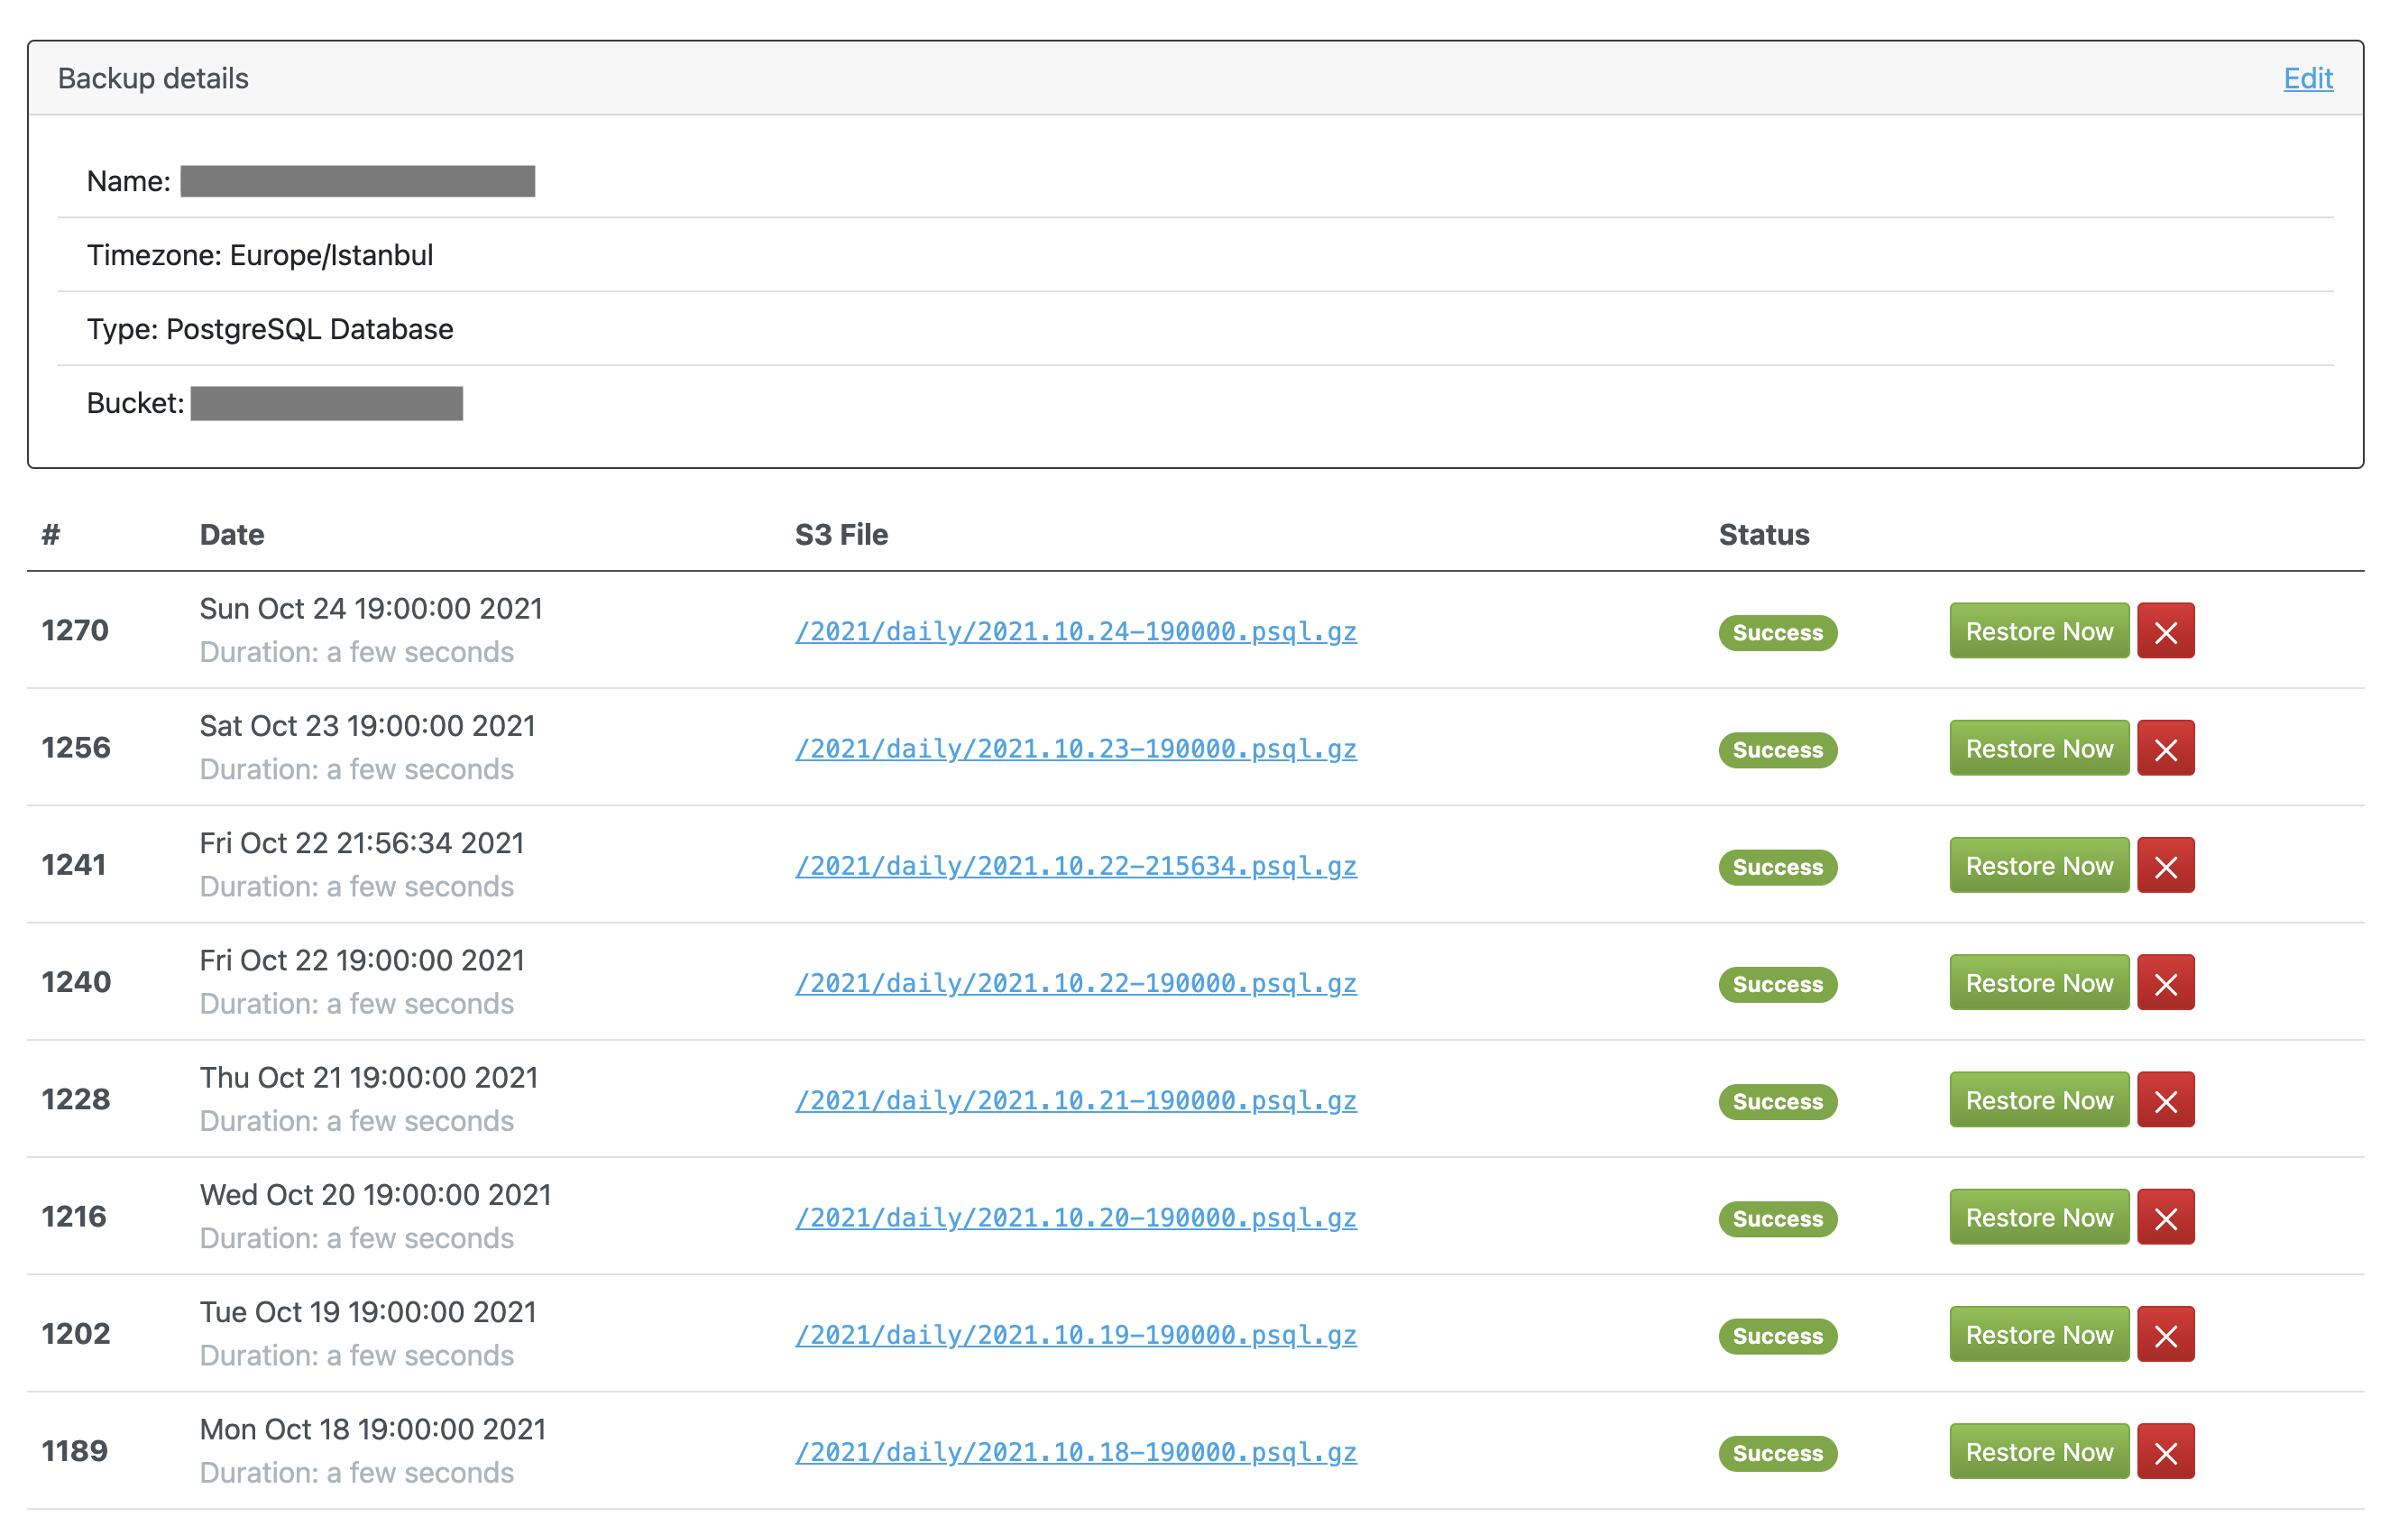 Backup details Edit
Name:
Timezone: Europe/Istanbul
Type: PostgreSQL Database
Bucket:
# Date S3 File Status
1270 Sun Oct 24 19:00:00 2021 /2021/daily/2021.10.24-190000.psql.gz Success Restore Now
Duration: a few seconds
1256 Sat Oct 23 19:00:00 2021 /2021/daily/2021.10.23-190000.psql.gz Success Restore Now
Duration: a few seconds
1241 Fri Oct 22 21:56:34 2021 /2021/daily/2021.10.22-215634.psql.gz Success Restore Now
Duration: a few seconds
1240 Fri Oct 22 19:00:00 2021 /2021/daily/2021.10.22-190000.psql.gz Success Restore Now
Duration: a few seconds
1228 Thu Oct 21 19:00:00 2021 /2021/daily/2021.10.21-190000.psql.gz Success Restore Now
Duration: a few seconds
1216 Wed Oct 20 19:00:00 2021 /2021/daily/2021.10.20-190000.psql.gz Success Restore Now
Duration: a few seconds
1202 Tue Oct 19 19:00:00 2021 /2021/daily/2021.10.19-190000.psql.gz Success Restore Now
Duration: a few seconds
1189 Mon Oct 18 19:00:00 2021 /2021/daily/2021.10.18-190000.psql.gz Success Restore Now
Duration: a few seconds